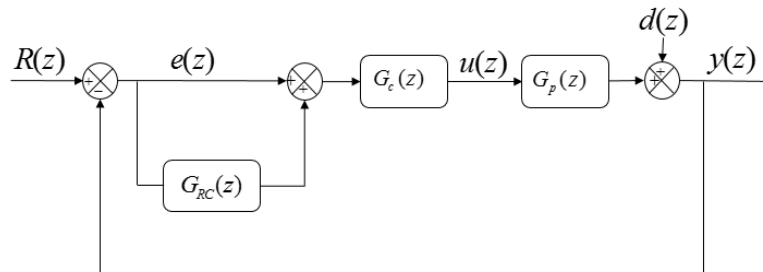 d(z)
R(z) e(z) G_c(z) u(z) G_p(z) y(z)
+ − + + + +
G_RC(z)